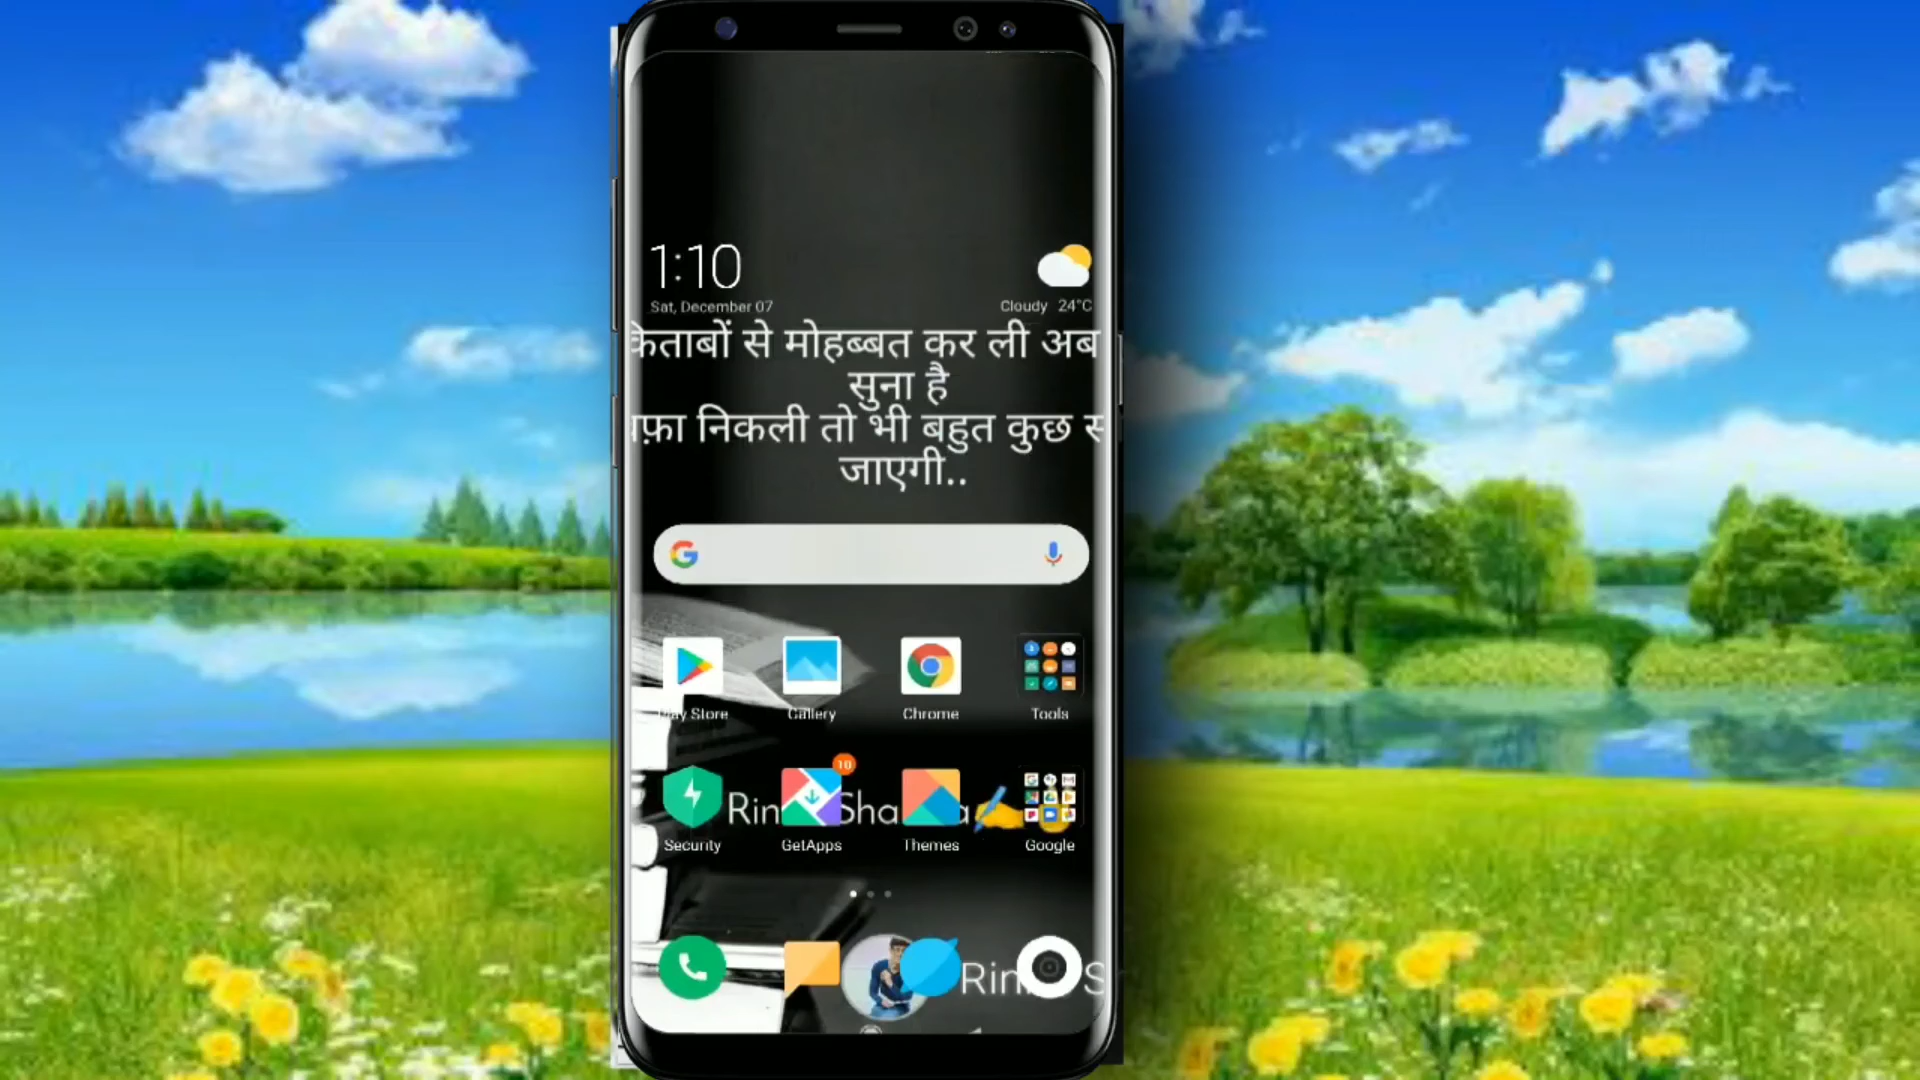 1:10
Sat, December 07
Cloudy 24°C
किताबों से मोहब्बत कर ली अब
सुना है
निकली तो भी बहुत कुछ
जाएगी..
Play Store
Gallery
Chrome
Tools
10
Security
GetApps
Themes
Google